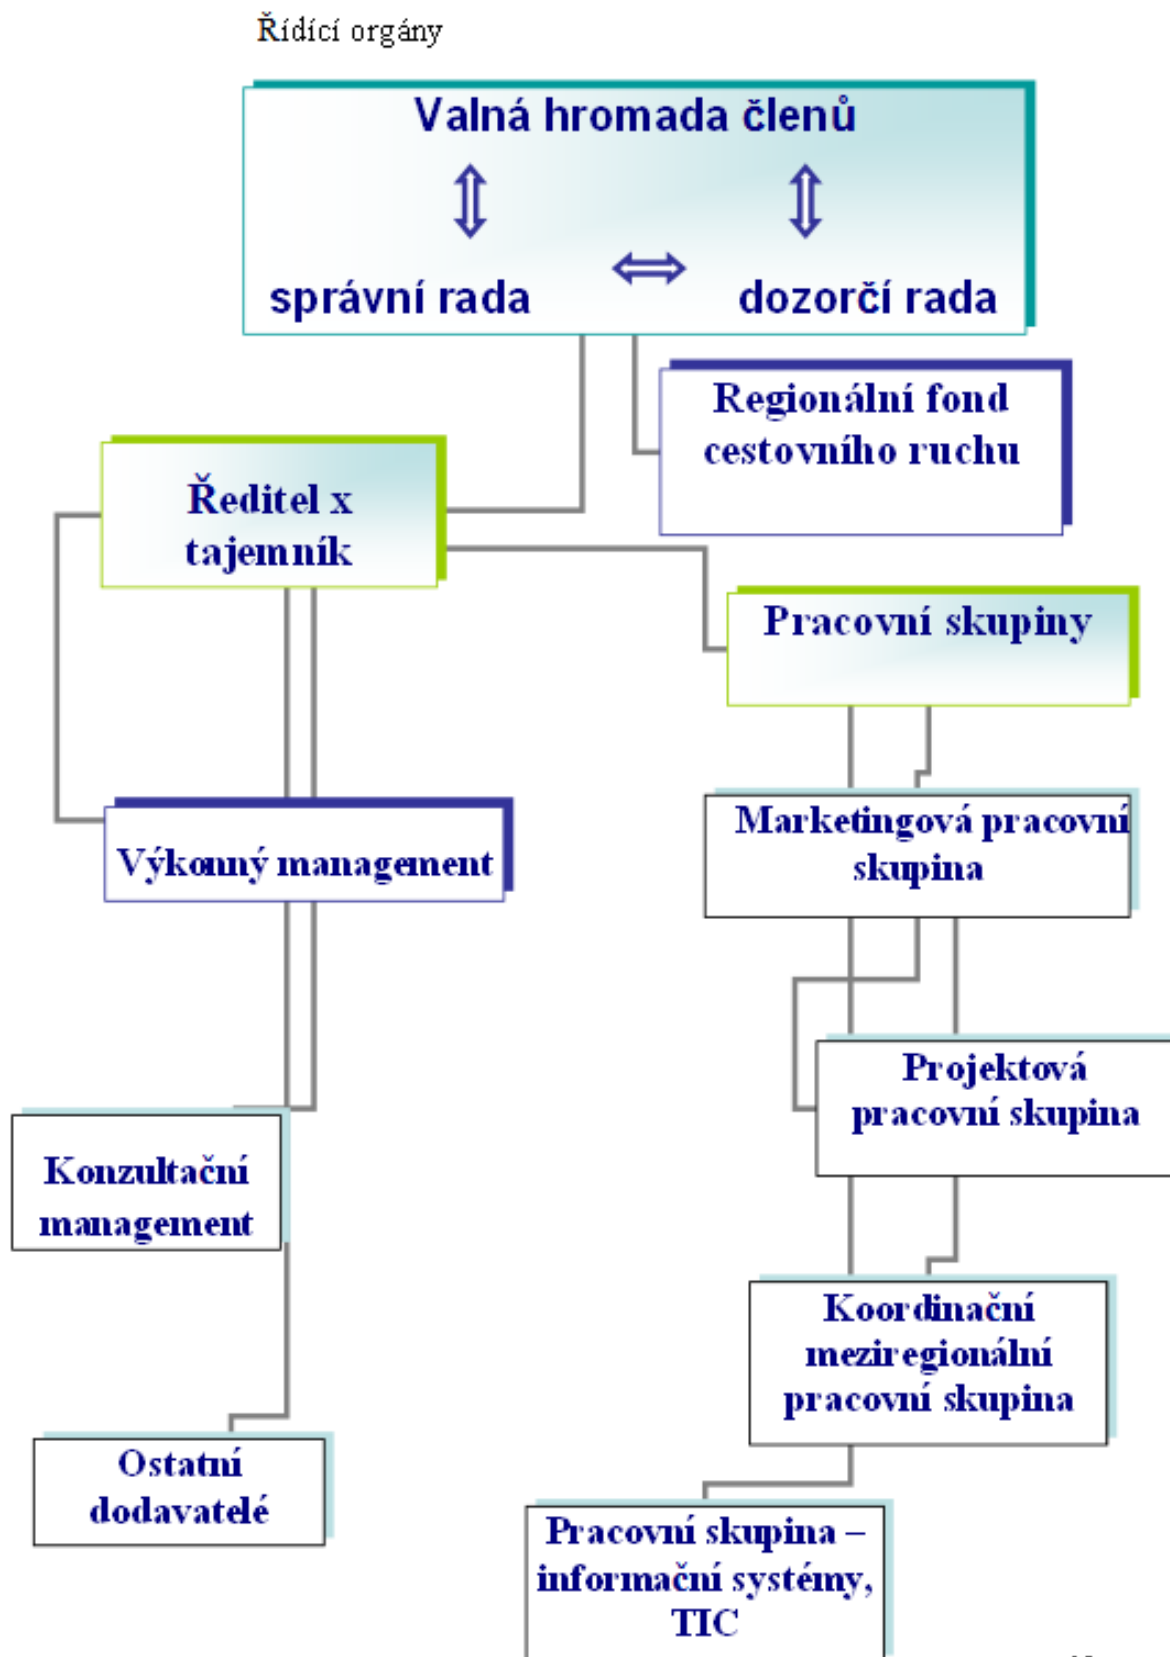 Řídící orgány
Valná hromada členů
správní rada
dozorčí rada
Regionální fond
cestovního ruchu
Ředitel x
tajemník
Pracovní skupiny
Marketingová pracovní
skupina
Výkonný management
Projektová
pracovní skupina
Konzultační
management
Koordinační
meziregionální
pracovní skupina
Ostatní
dodavatelé
Pracovní skupina –
informační systémy,
TIC